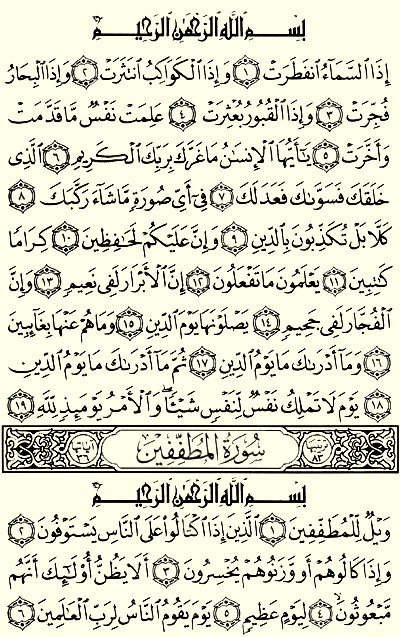 بِسْمِ ٱللَّهِ ٱلرَّحْمَٰنِ ٱلرَّحِيمِ
إِذَا ٱلسَّمَآءُ ٱنفَطَرَتْ ١ وَإِذَا ٱلْكَوَاكِبُ ٱنتَثَرَتْ ٢ وَإِذَا ٱلْبِحَارُ
فُجِّرَتْ ٣ وَإِذَا ٱلْقُبُورُ بُعْثِرَتْ ٤ عَلِمَتْ نَفْسٌ مَّا قَدَّمَتْ
وَأَخَّرَتْ ٥ يَٰٓأَيُّهَا ٱلْإِنسَٰنُ مَا غَرَّكَ بِرَبِّكَ ٱلْكَرِيمِ ٦ ٱلَّذِى
خَلَقَكَ فَسَوَّىٰكَ فَعَدَلَكَ ٧ فِىٓ أَىِّ صُورَةٍ مَّا شَآءَ رَكَّبَكَ ٨
كَلَّا بَلْ تُكَذِّبُونَ بِٱلدِّينِ ٩ وَإِنَّ عَلَيْكُمْ لَحَٰفِظِينَ ١٠ كِرَامًا
كَٰتِبِينَ ١١ يَعْلَمُونَ مَا تَفْعَلُونَ ١٢ إِنَّ ٱلْأَبْرَارَ لَفِى نَعِيمٍ ١٣ وَإِنَّ
ٱلْفُجَّارَ لَفِى جَحِيمٍ ١٤ يَصْلَوْنَهَا يَوْمَ ٱلدِّينِ ١٥ وَمَا هُمْ عَنْهَا بِغَآئِبِينَ
١٦ وَمَآ أَدْرَىٰكَ مَا يَوْمُ ٱلدِّينِ ١٧ ثُمَّ مَآ أَدْرَىٰكَ مَا يَوْمُ ٱلدِّينِ
١٨ يَوْمَ لَا تَمْلِكُ نَفْسٌ لِّنَفْسٍ شَيْـًٔا ۖ وَٱلْأَمْرُ يَوْمَئِذٍ لِّلَّهِ ١٩
ترتيبها ٨٣ سُورَةُ المُطَفِّفِينَ آياتها ٣٦
بِسْمِ ٱللَّهِ ٱلرَّحْمَٰنِ ٱلرَّحِيمِ
وَيْلٌ لِّلْمُطَفِّفِينَ ١ ٱلَّذِينَ إِذَا ٱكْتَالُوا۟ عَلَى ٱلنَّاسِ يَسْتَوْفُونَ ٢
وَإِذَا كَالُوهُمْ أَو وَّزَنُوهُمْ يُخْسِرُونَ ٣ أَلَا يَظُنُّ أُو۟لَٰٓئِكَ أَنَّهُم
مَّبْعُوثُونَ ٤ لِيَوْمٍ عَظِيمٍ ٥ يَوْمَ يَقُومُ ٱلنَّاسُ لِرَبِّ ٱلْعَٰلَمِينَ ٦